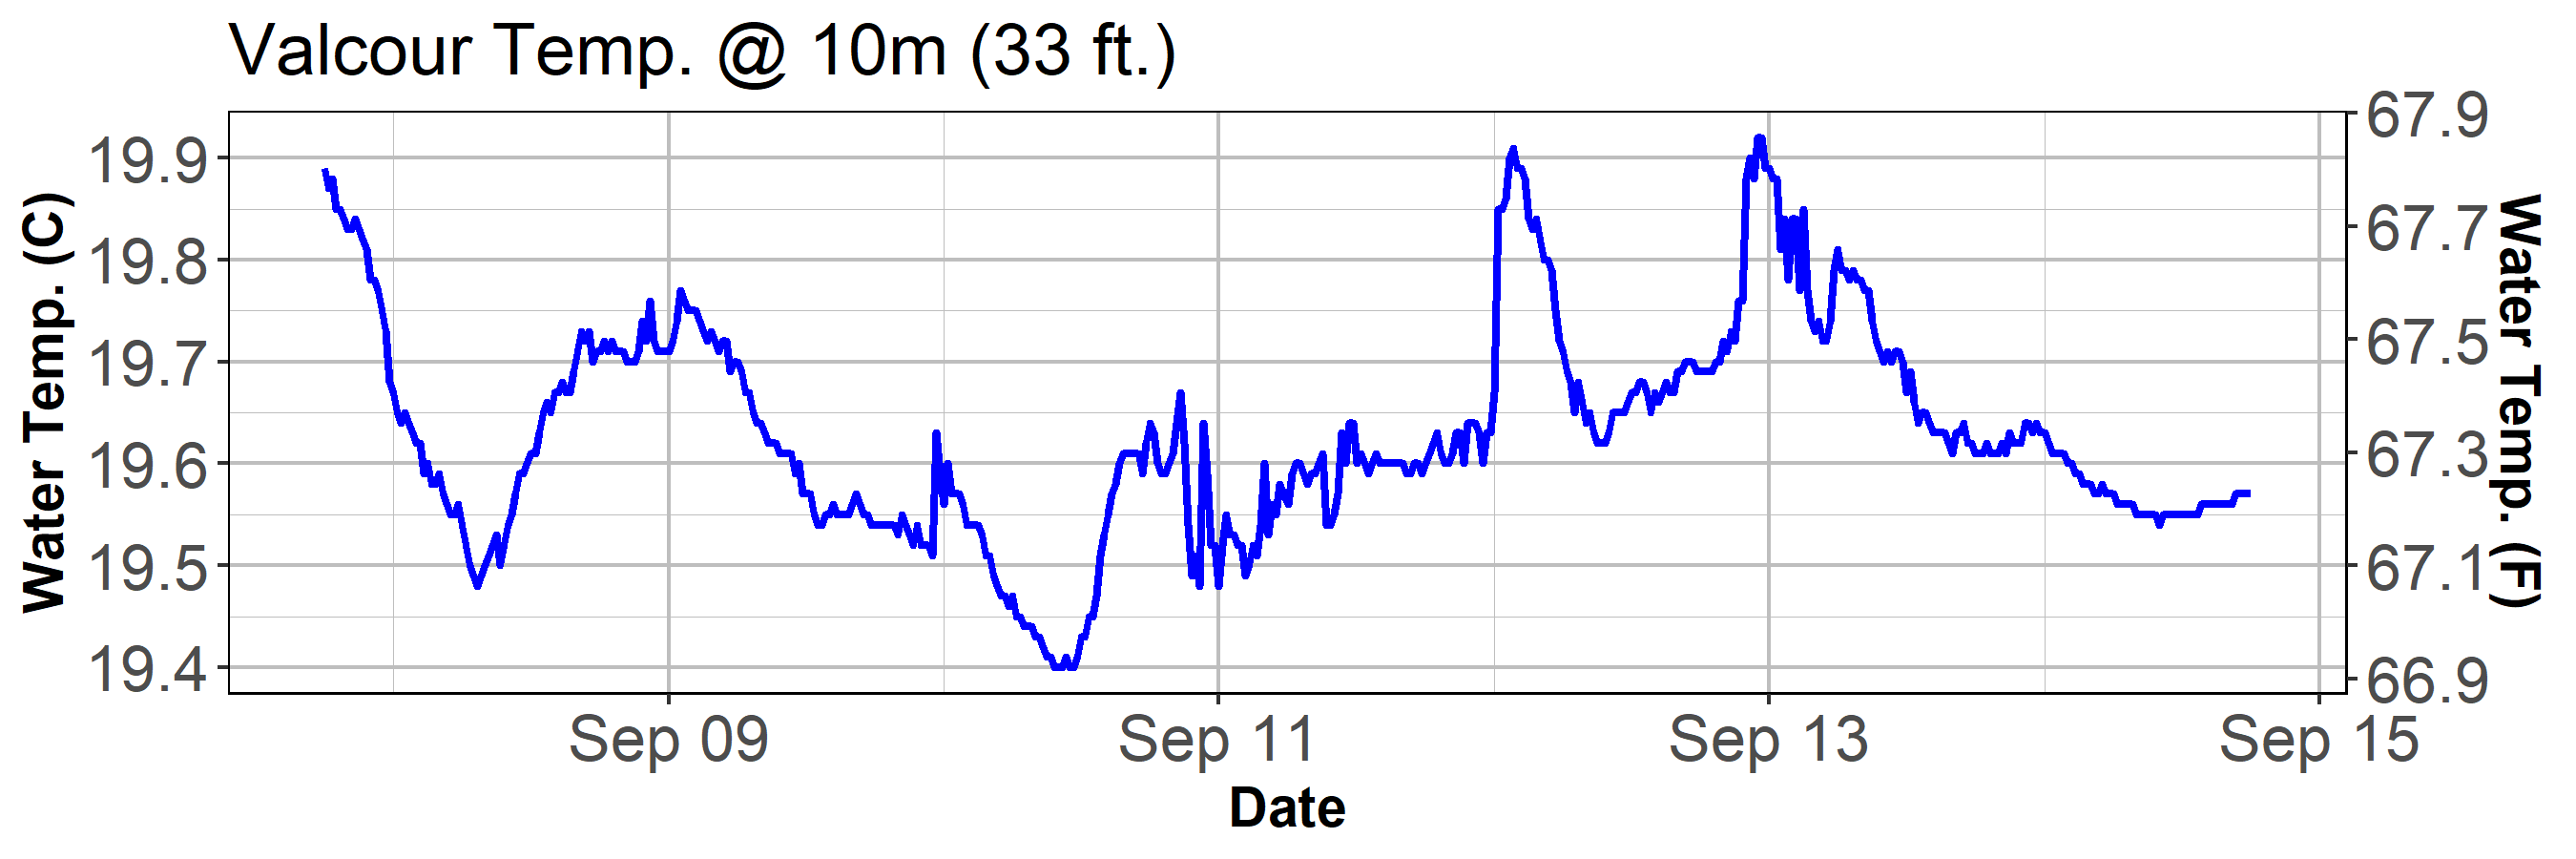 Valcour Temp. @ 10m (33 ft.)
Water Temp. (C)
19.9
19.8
19.7
19.6
19.5
19.4
67.9
67.7
67.5
67.3
67.1
66.9
Water Temp. (F)
Sep 09
Sep 11
Sep 13
Sep 15
Date